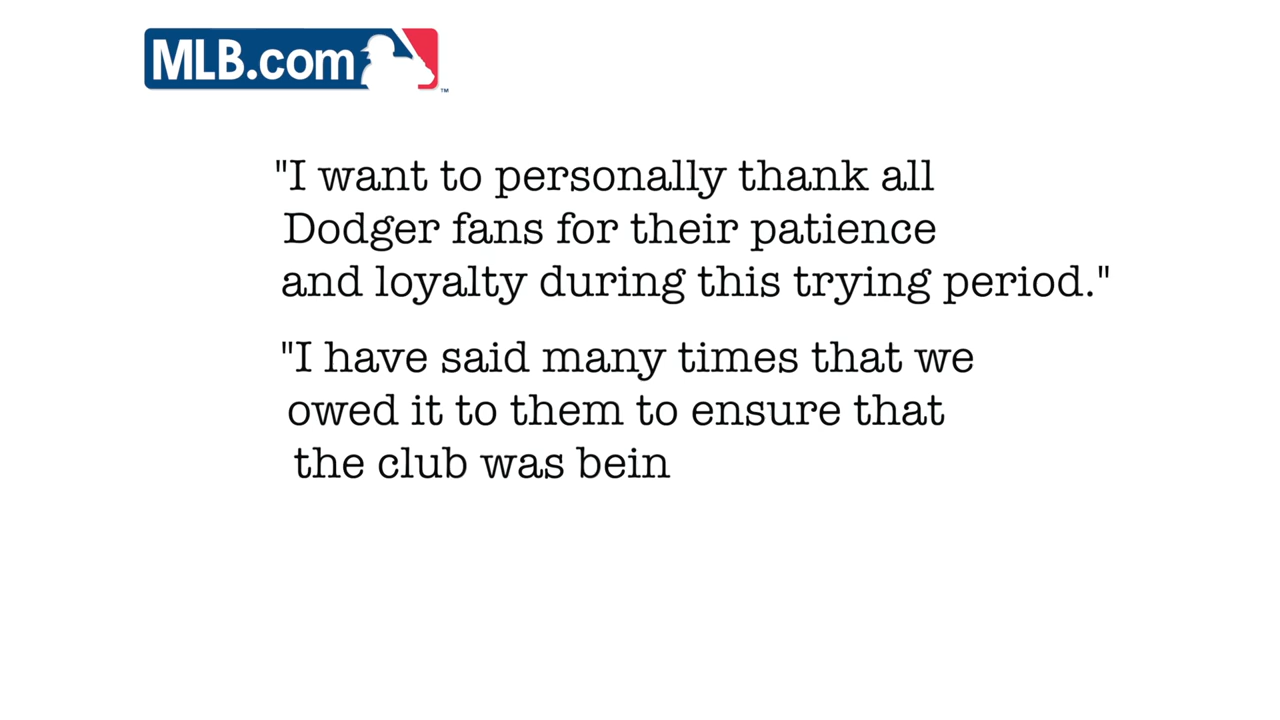 MLB.com
TM
"I want to personally thank all
Dodger fans for their patience
and loyalty during this trying period."
"I have said many times that we
owed it to them to ensure that
the club was bein